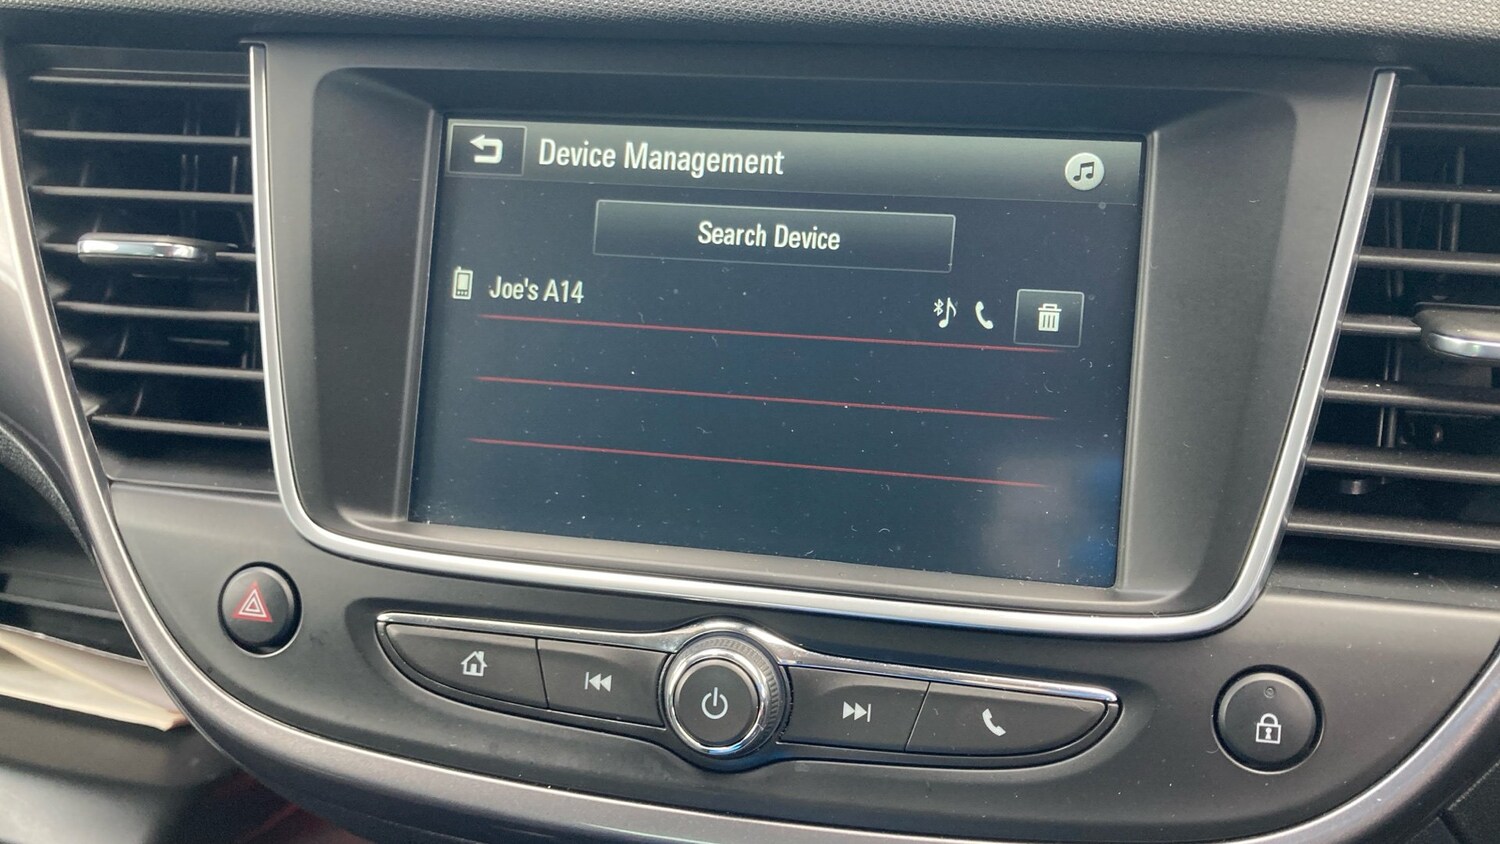 Device Management
Search Device
Joe's A14